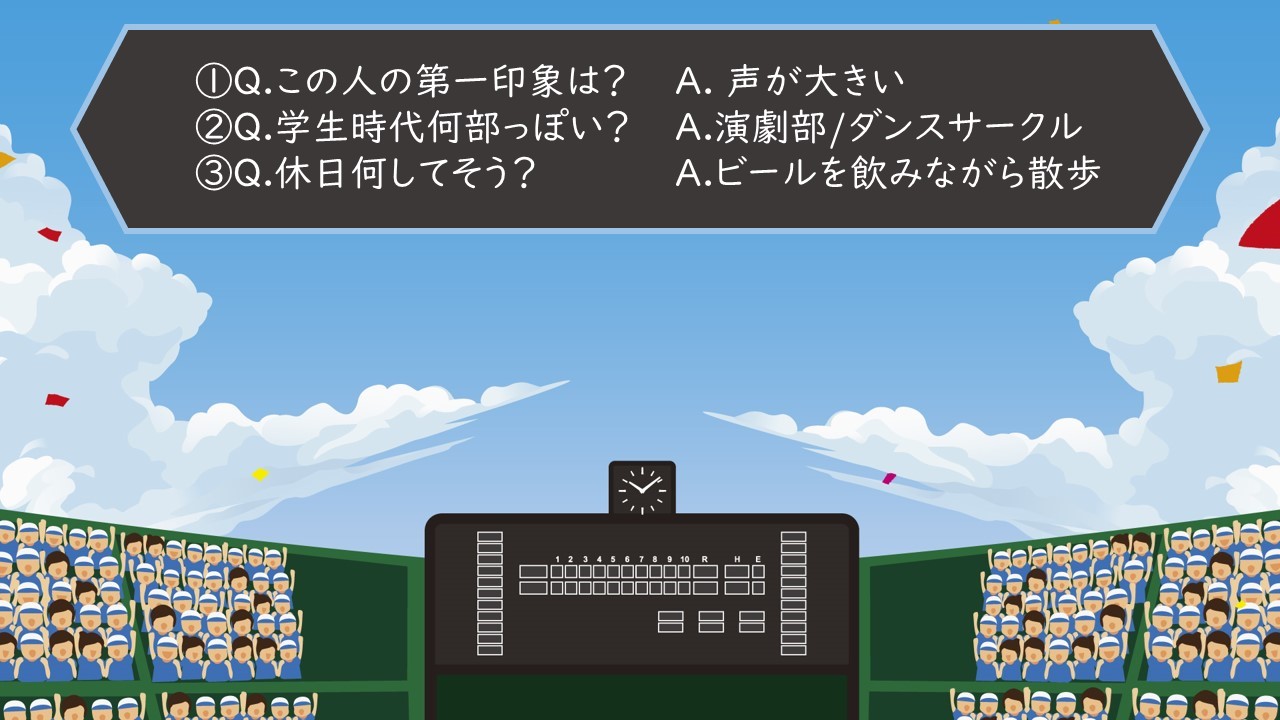 ①Q.この人の第一印象は？ A. 声が大きい
②Q.学生時代何部っぽい？ A.演劇部/ダンスサークル
③Q.休日何してそう？ A.ビールを飲みながら散歩
1 2 3 4 5 6 7 8 9 10 R H E